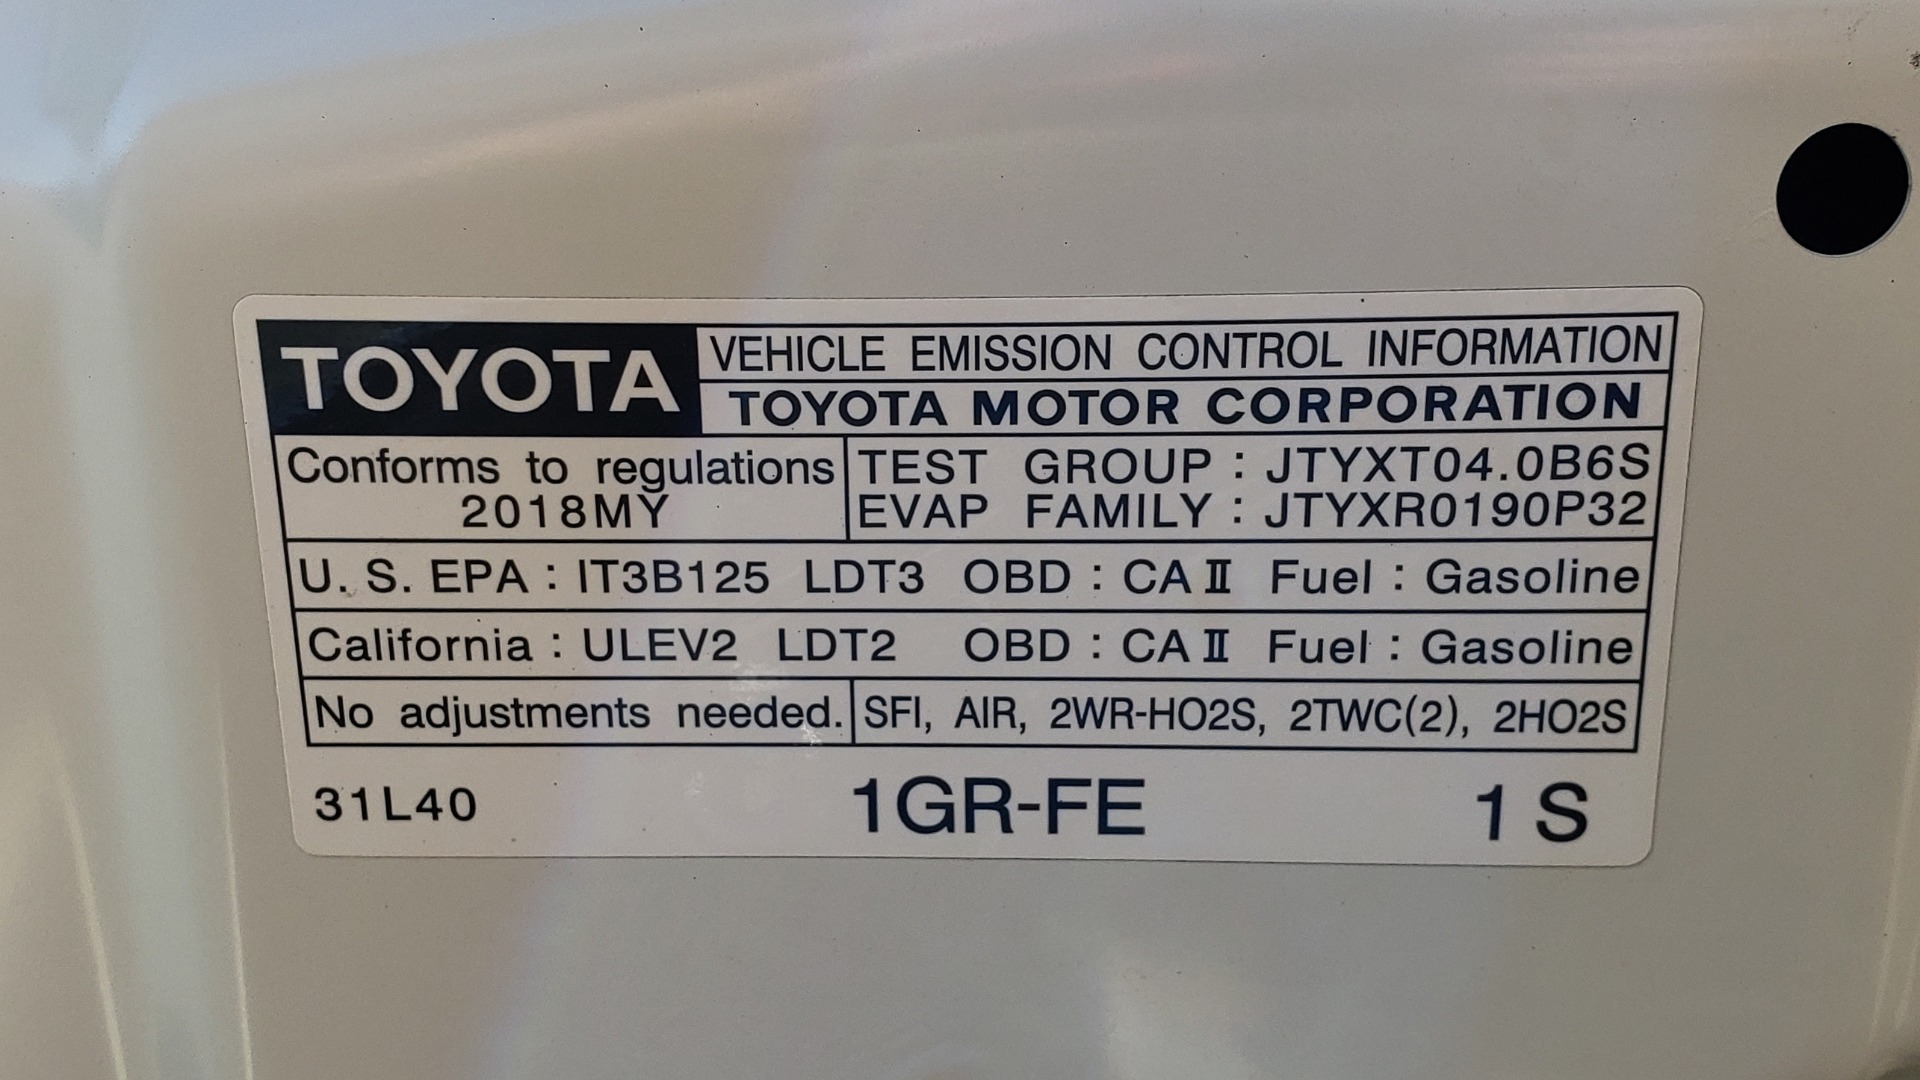 TOYOTA
VEHICLE EMISSION CONTROL INFORMATION
TOYOTA MOTOR CORPORATION
Conforms to regulations
2018MY
TEST GROUP : JTYXT04.0B6S
EVAP FAMILY : JTYXR0190P32
U. S. EPA : IT3B125 LDT3 OBD : CA II Fuel : Gasoline
California : ULEV2 LDT2 OBD : CA II Fuel : Gasoline
No adjustments needed.
SFI, AIR, 2WR-HO2S, 2TWC(2), 2HO2S
31L40
1GR-FE
1 S